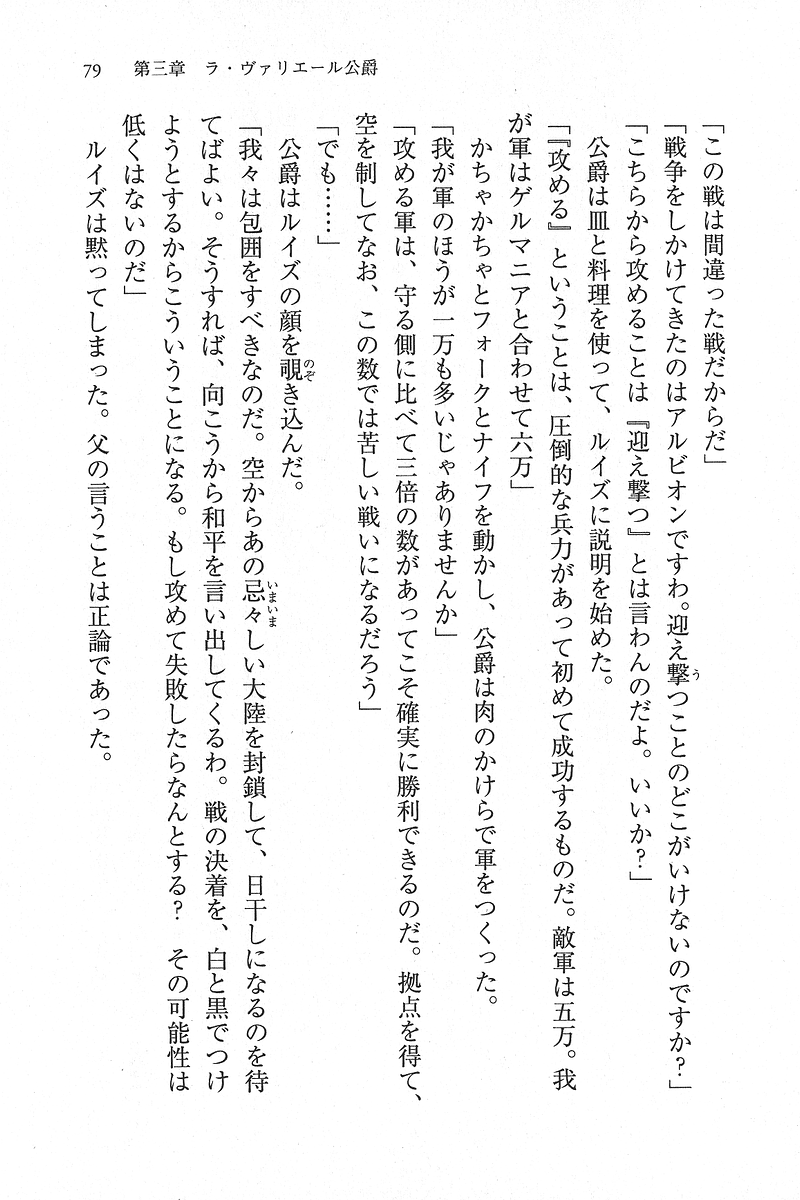 79 第三章 ラ・ヴァリエール公爵
「この戦は間違った戦だからだ」
「戦争をしかけてきたのはアルビオンですわ。迎え撃つことのどこがいけないのですか？」
「こちらから攻めることは『迎え撃つ』とは言わんのだよ。いいか？」
公爵は皿と料理を使って、ルイズに説明を始めた。
「『攻める』ということは、圧倒的な兵力があって初めて成功するものだ。敵軍は五万。我
が軍はゲルマニアと合わせて六万」
かちゃかちゃとフォークとナイフを動かし、公爵は肉のかけらで軍をつくった。
「我が軍のほうが一万も多いじゃありませんか」
「攻める軍は、守る側に比べて三倍の数があってこそ確実に勝利できるのだ。拠点を得て、
空を制してなお、この数では苦しい戦いになるだろう」
「でも……」
公爵はルイズの顔を覗き込んだ。
「我々は包囲をすべきなのだ。空からあの忌々しい大陸を封鎖して、日干しになるのを待
てばよい。そうすれば、向こうから和平を言い出してくるわ。戦の決着を、白と黒でつけ
ようとするからこういうことになる。もし攻めて失敗したらなんとする？　その可能性は
低くはないのだ」
ルイズは黙ってしまった。父の言うことは正論であった。